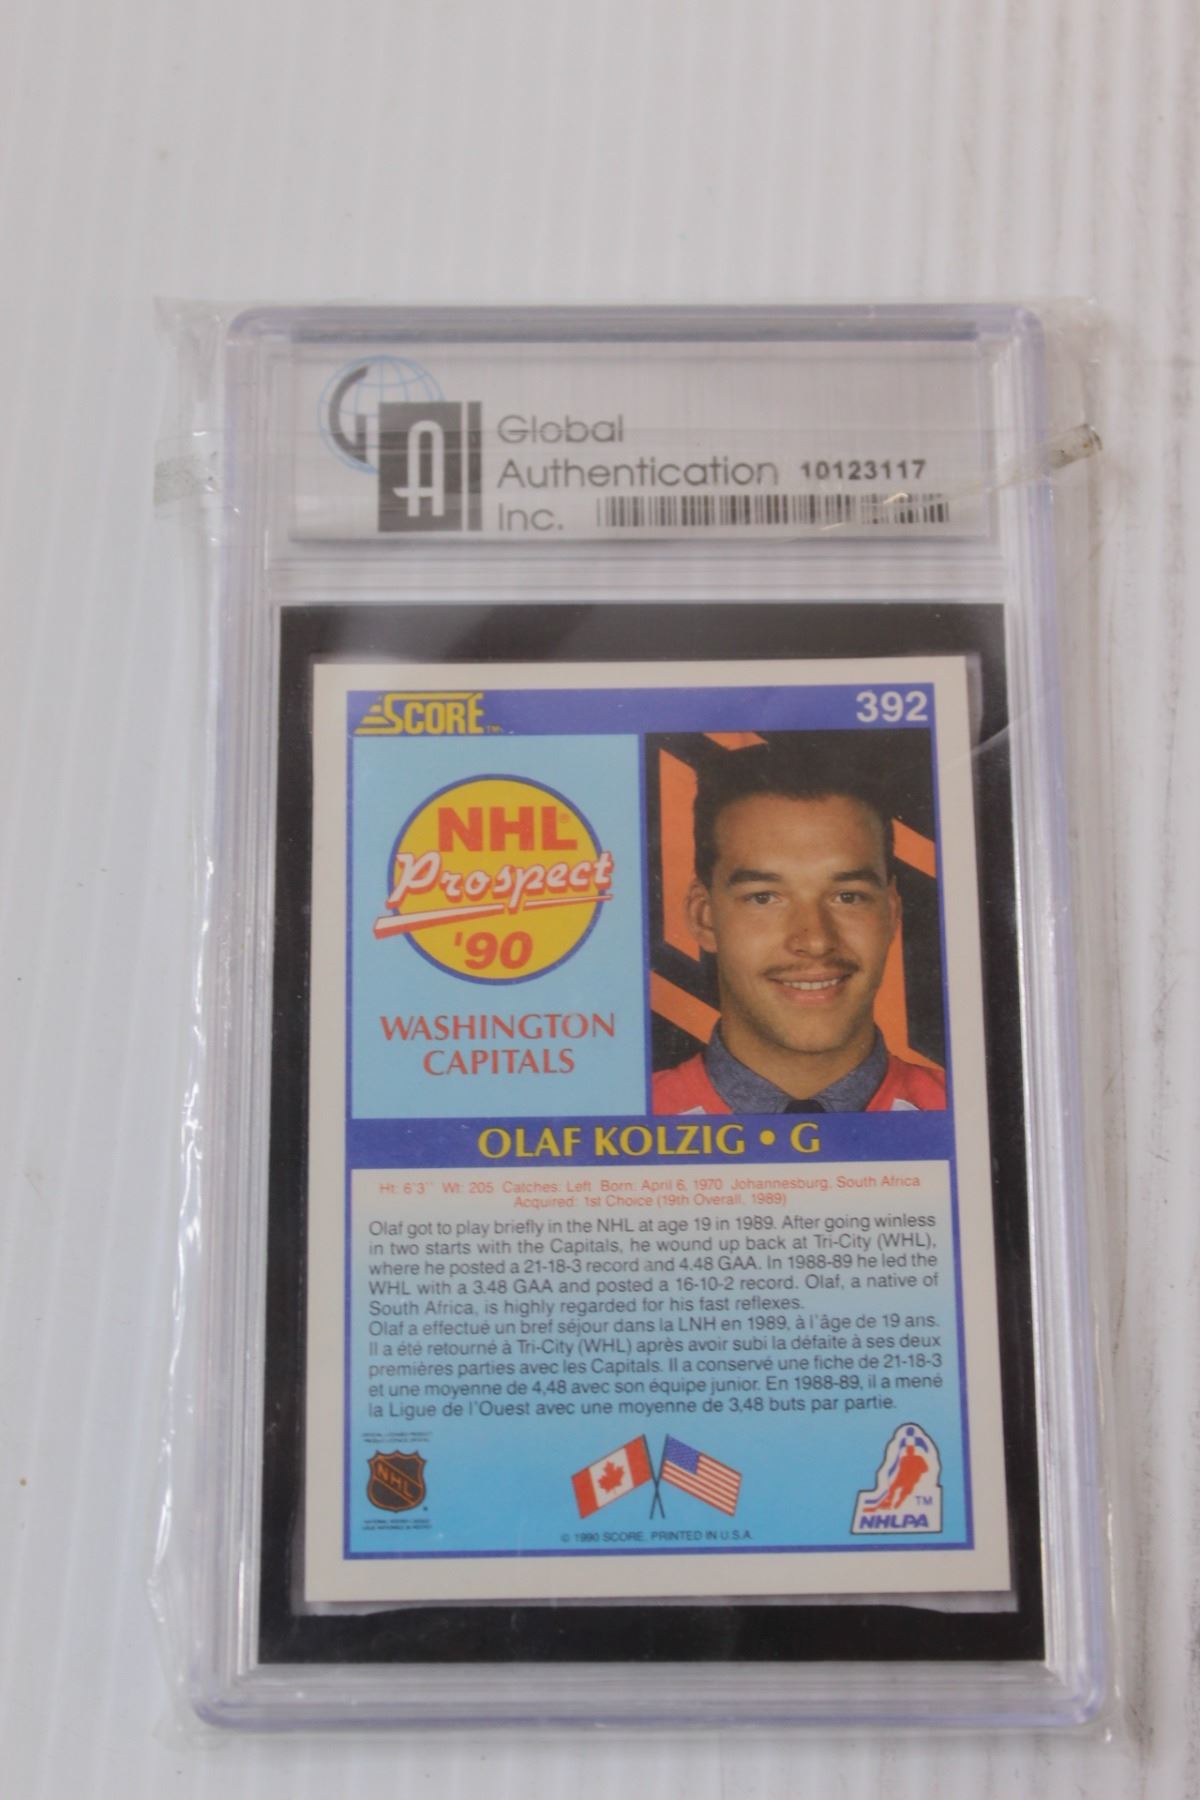 Global
Authentication 10123117
Inc.
SCORE TM 392
NHL
Prospect
'90
WASHINGTON
CAPITALS
OLAF KOLZIG • G
Ht: 6'3'' Wt: 205 Catches: Left Born: April 6, 1970 Johannesburg, South Africa
Acquired: 1st Choice (19th Overall, 1989)
Olaf got to play briefly in the NHL at age 19 in 1989. After going winless
in two starts with the Capitals, he wound up back at Tri-City (WHL),
where he posted a 21-18-3 record and 4.48 GAA. In 1988-89 he led the
WHL with a 3.48 GAA and posted a 16-10-2 record. Olaf, a native of
South Africa, is highly regarded for his fast reflexes.
Olaf a effectué un bref séjour dans la LNH en 1989, à l'âge de 19 ans.
Il a été retourné à Tri-City (WHL) après avoir subi la défaite à ses deux
premières parties avec les Capitals. Il a conservé une fiche de 21-18-3
et une moyenne de 4,48 avec son équipe junior. En 1988-89, il a mené
la Ligue de l'Ouest avec une moyenne de 3,48 buts par partie.
NHL
TM
NHLPA
© 1990 SCORE. PRINTED IN U.S.A.